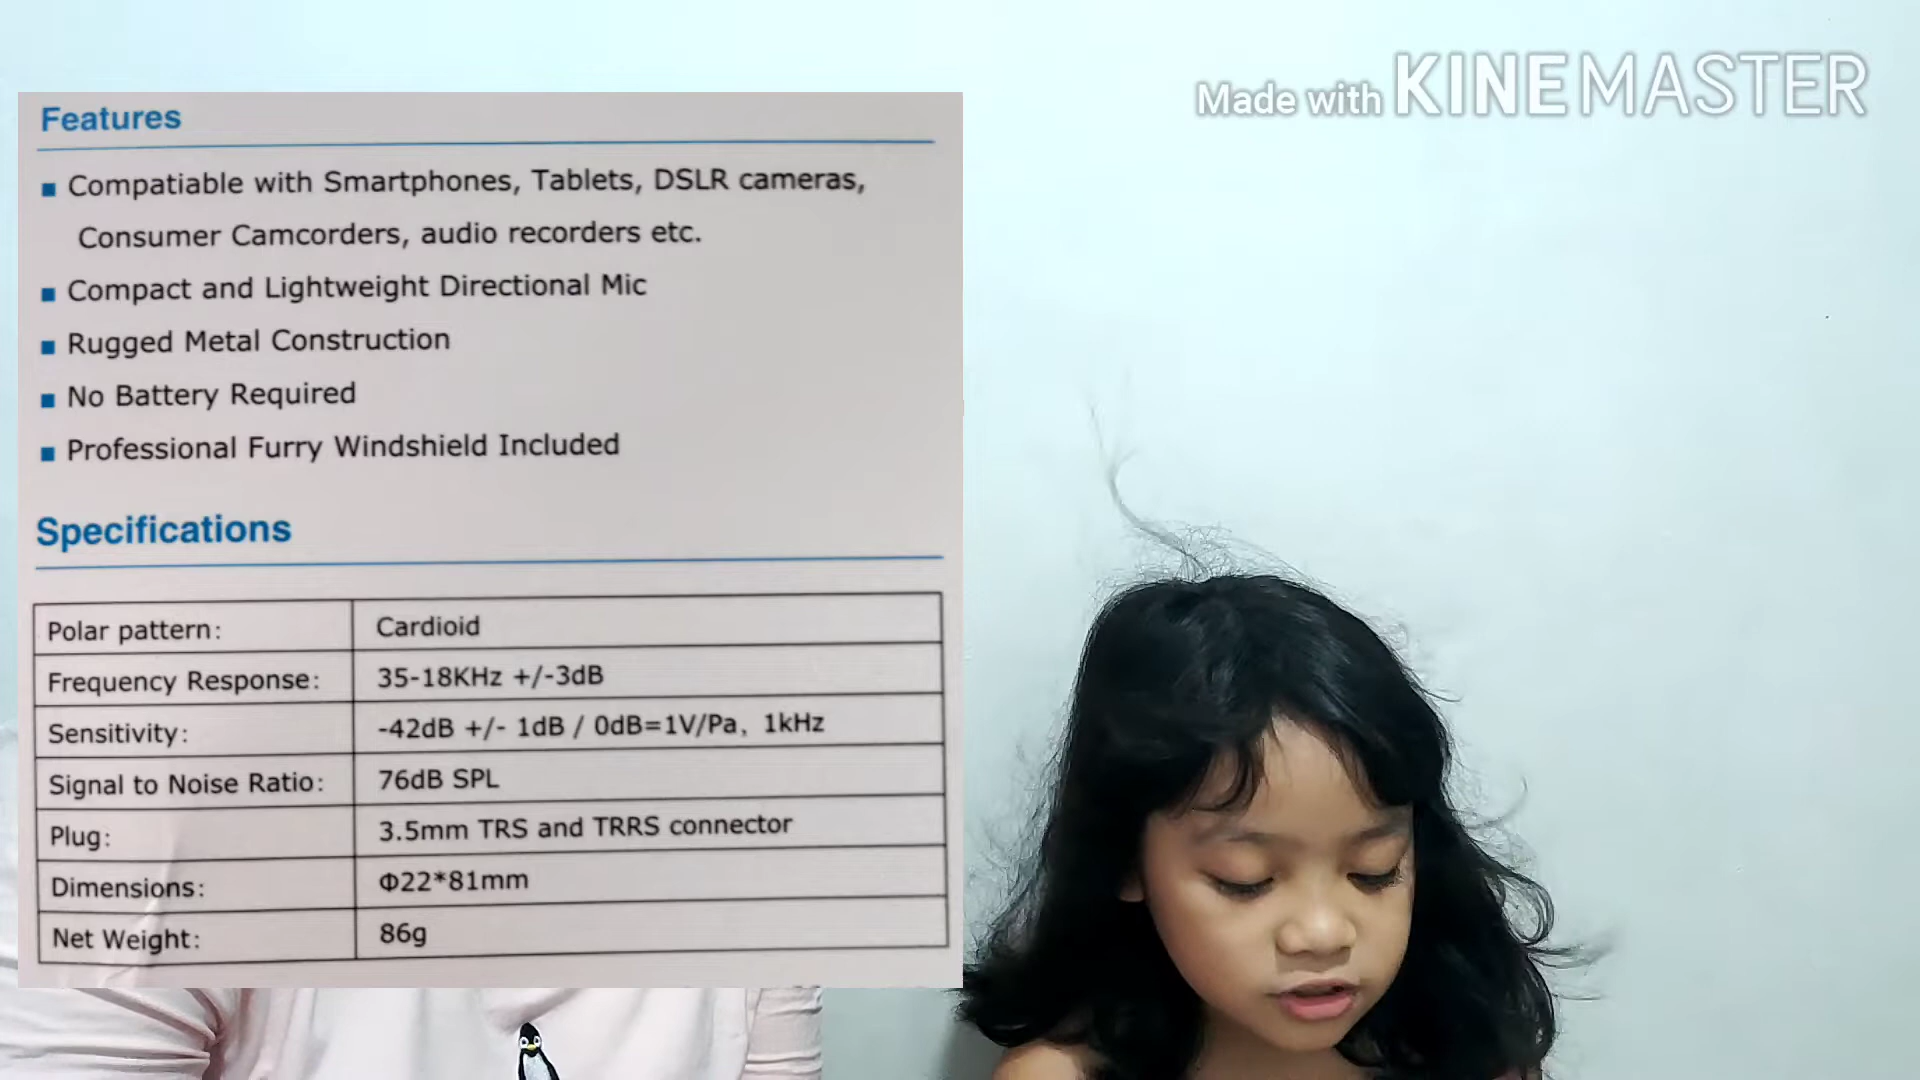 Made with KINEMASTER
Features
■ Compatiable with Smartphones, Tablets, DSLR cameras,
Consumer Camcorders, audio recorders etc.
■ Compact and Lightweight Directional Mic
■ Rugged Metal Construction
■ No Battery Required
■ Professional Furry Windshield Included
Specifications
Polar pattern: Cardioid
Frequency Response: 35-18KHz +/-3dB
Sensitivity: -42dB +/- 1dB / 0dB=1V/Pa, 1kHz
Signal to Noise Ratio: 76dB SPL
Plug: 3.5mm TRS and TRRS connector
Dimensions: Φ22*81mm
Net Weight: 86g